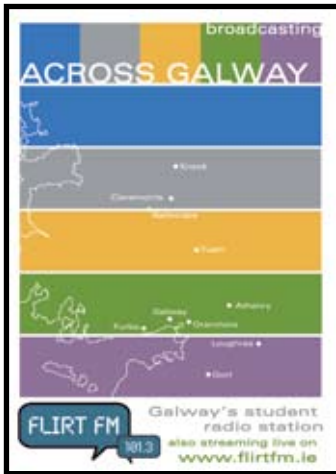 broadcasting
ACROSS GALWAY
Knock
Claremorris
Ballindine
Tuam
Athenry
Galway
Oranmore
Furbo
Loughrea
Gort
FLIRT FM
101.3
Galway's student
radio station
also streaming live on
www.flirtfm.ie